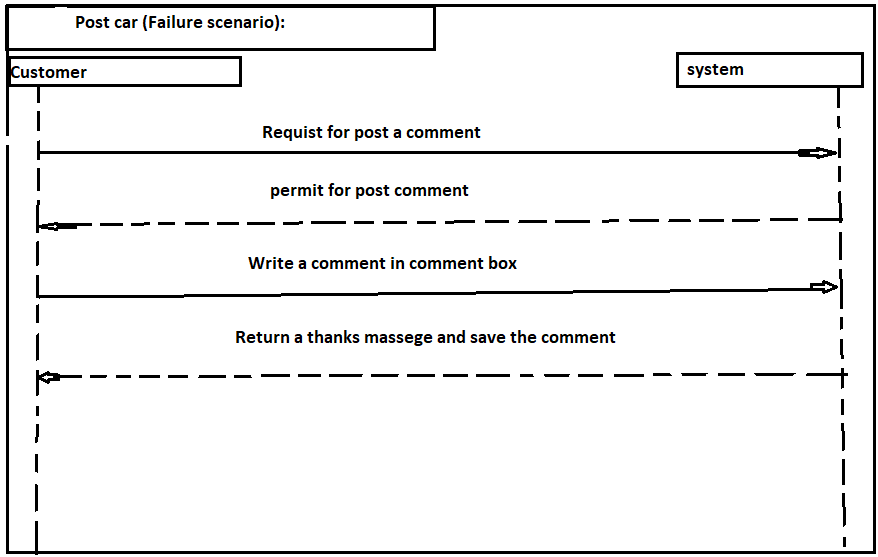 Post car (Failure scenario):
Customer
system
Requist for post a comment
permit for post comment
Write a comment in comment box
Return a thanks massege and save the comment